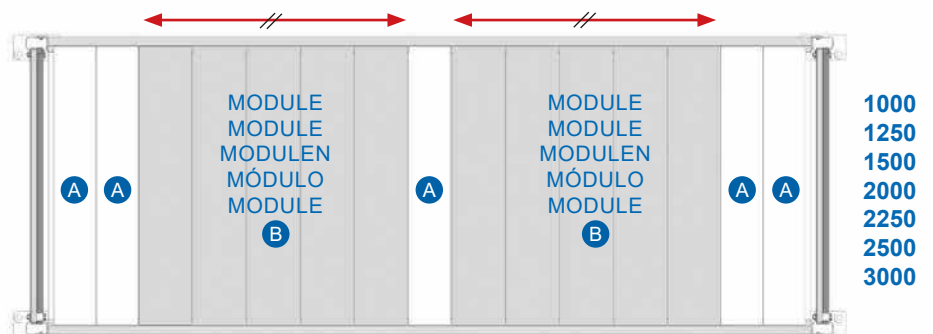 MODULE
MODULE
MODULEN
MÓDULO
MODULE
B
MODULE
MODULE
MODULEN
MÓDULO
MODULE
B
A A A A A
1000
1250
1500
2000
2250
2500
3000